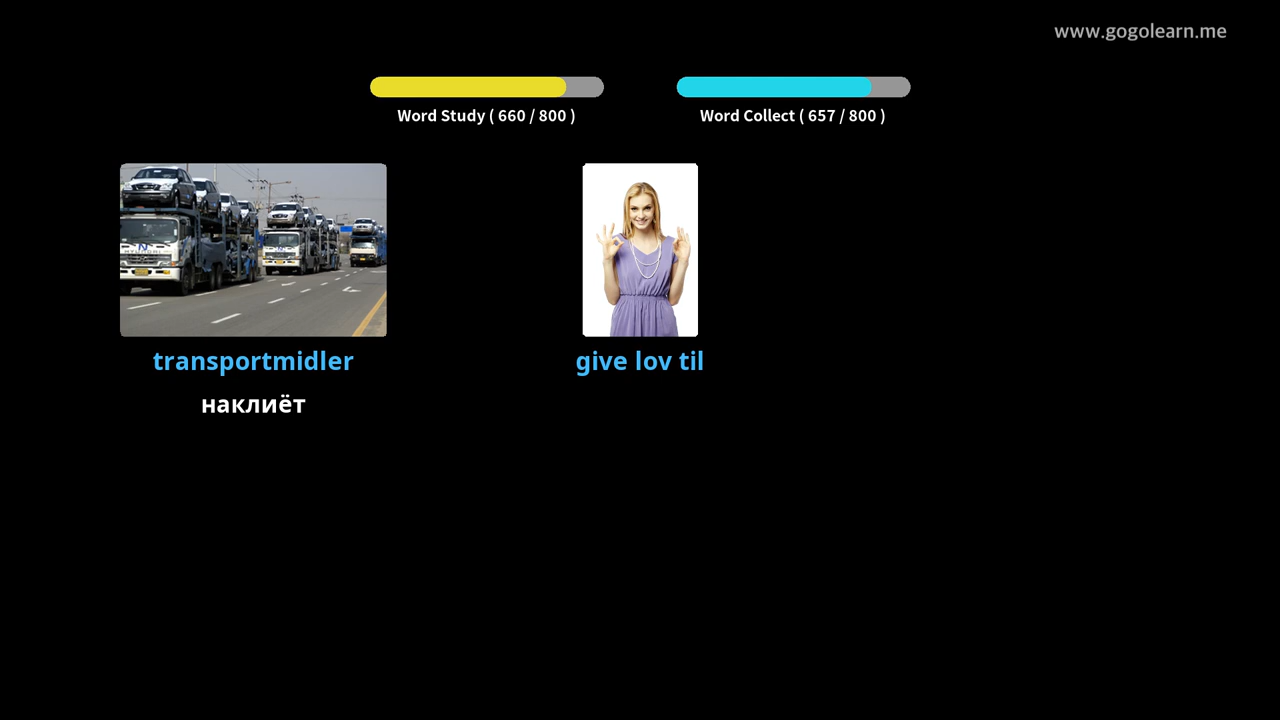 www.gogolearn.me
Word Study ( 660 / 800 )
Word Collect ( 657 / 800 )
transportmidler
наклиёт
give lov til